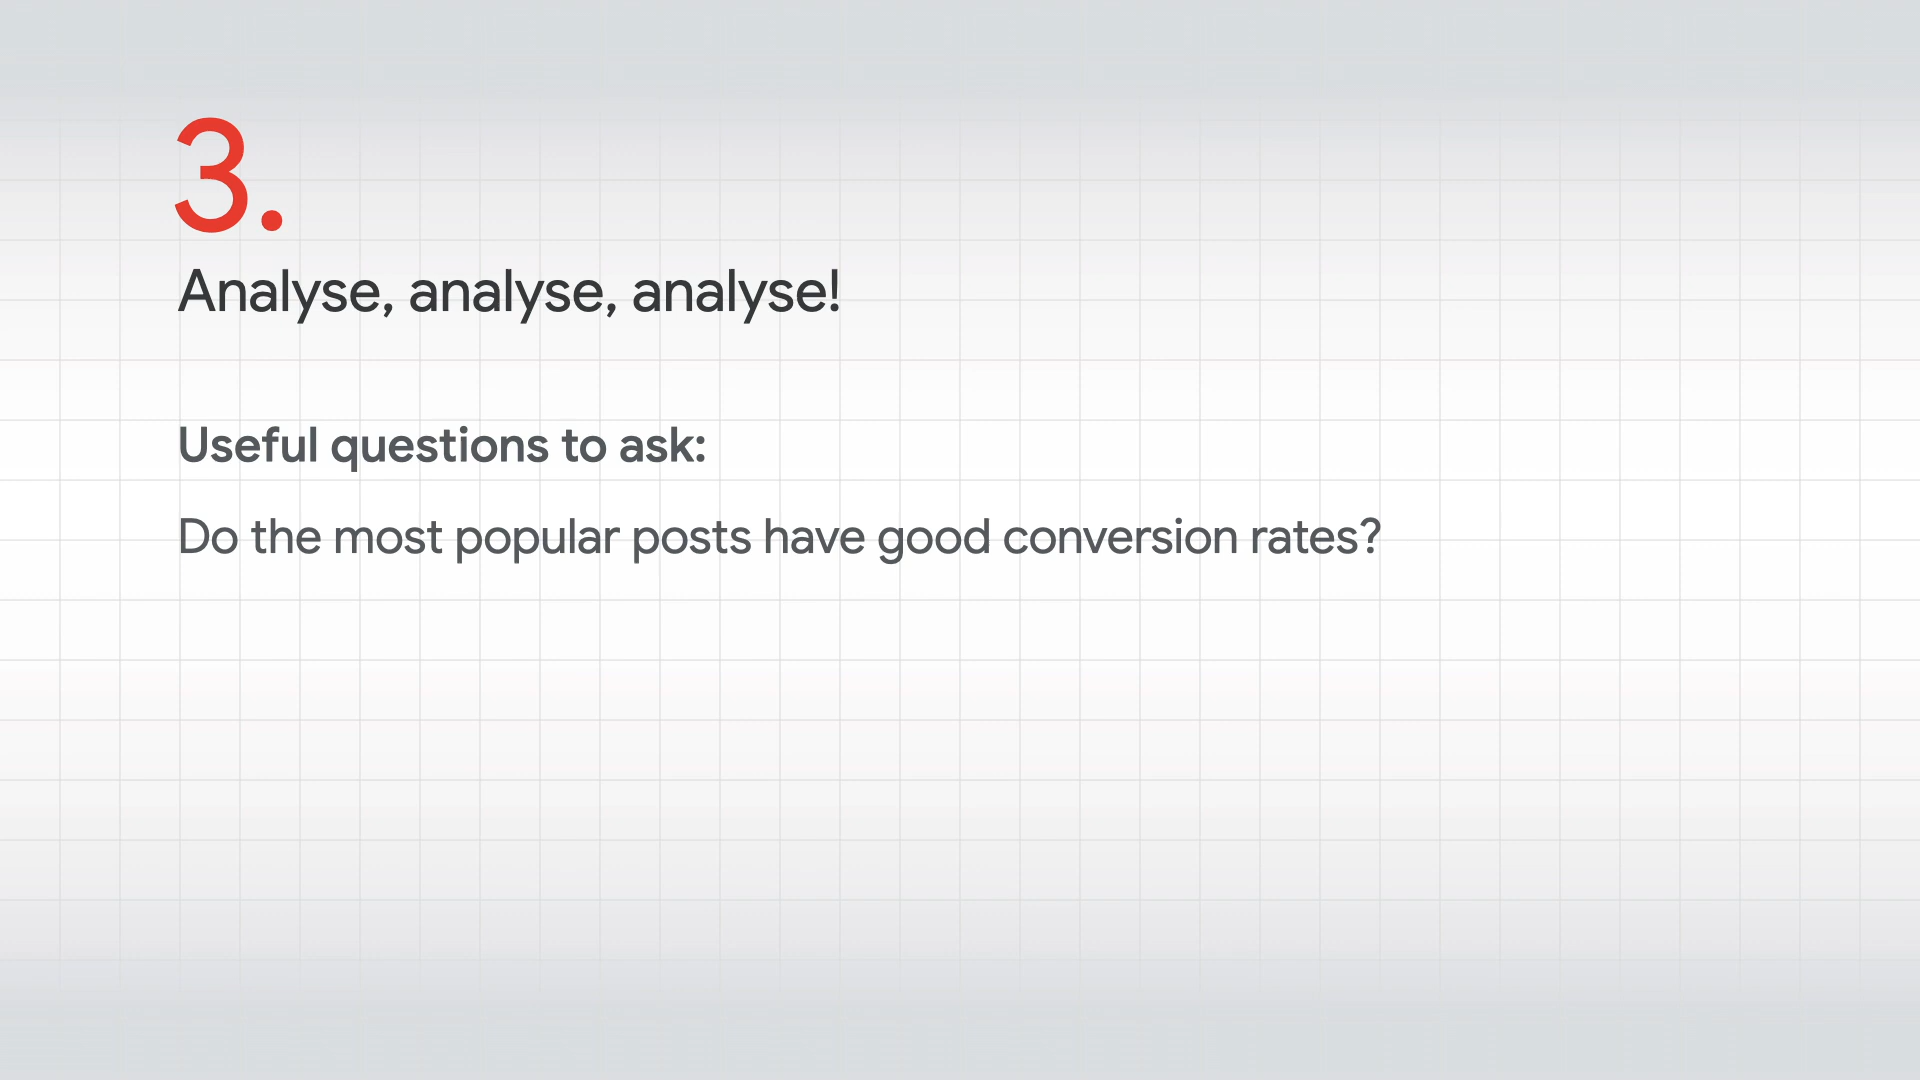 3.
Analyse, analyse, analyse!
Useful questions to ask:
Do the most popular posts have good conversion rates?